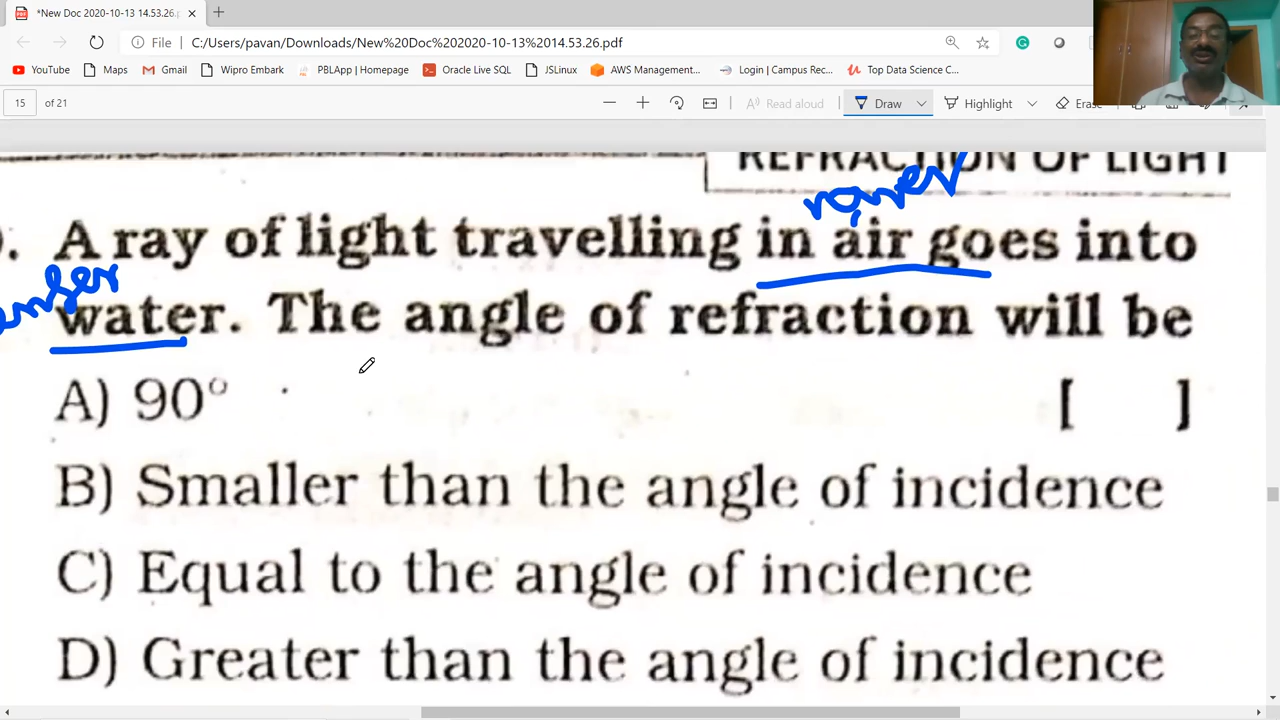 *New Doc 2020-10-13 14.53.26.p
File C:/Users/pavan/Downloads/New%20Doc%202020-10-13%2014.53.26.pdf
YouTube Maps Gmail Wipro Embark PBLApp | Homepage Oracle Live SQL JSLinux AWS Management... Login | Campus Rec... Top Data Science C...
15 of 21 Read aloud Draw Highlight Erase
REFRACTION OF LIGHT
rarer
. A ray of light travelling in air goes into
water. The angle of refraction will be
A) 90° [ ]
B) Smaller than the angle of incidence
C) Equal to the angle of incidence
D) Greater than the angle of incidence